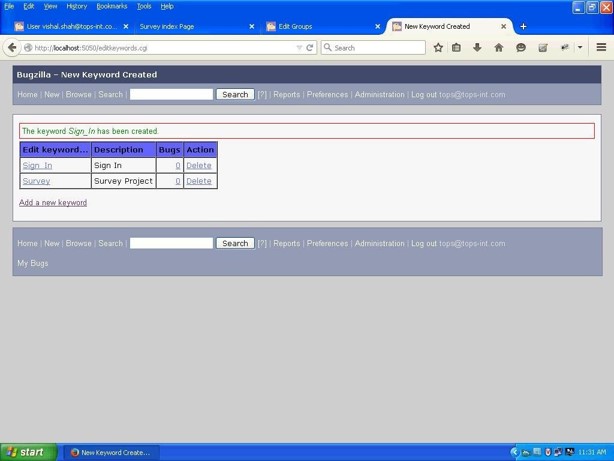 File Edit View History Bookmarks Tools Help
User vishal.shah@tops-int.co... Survey index Page Edit Groups New Keyword Created
http://localhost:5050/editkeywords.cgi Search
Bugzilla – New Keyword Created
Home | New | Browse | Search | Search [?] | Reports | Preferences | Administration | Log out tops@tops-int.com
The keyword Sign_In has been created.
Edit keyword... Description Bugs Action
Sign_In Sign In 0 Delete
Survey Survey Project 0 Delete
Add a new keyword
Home | New | Browse | Search | Search [?] | Reports | Preferences | Administration | Log out tops@tops-int.com
My Bugs
start New Keyword Create... 11:31 AM